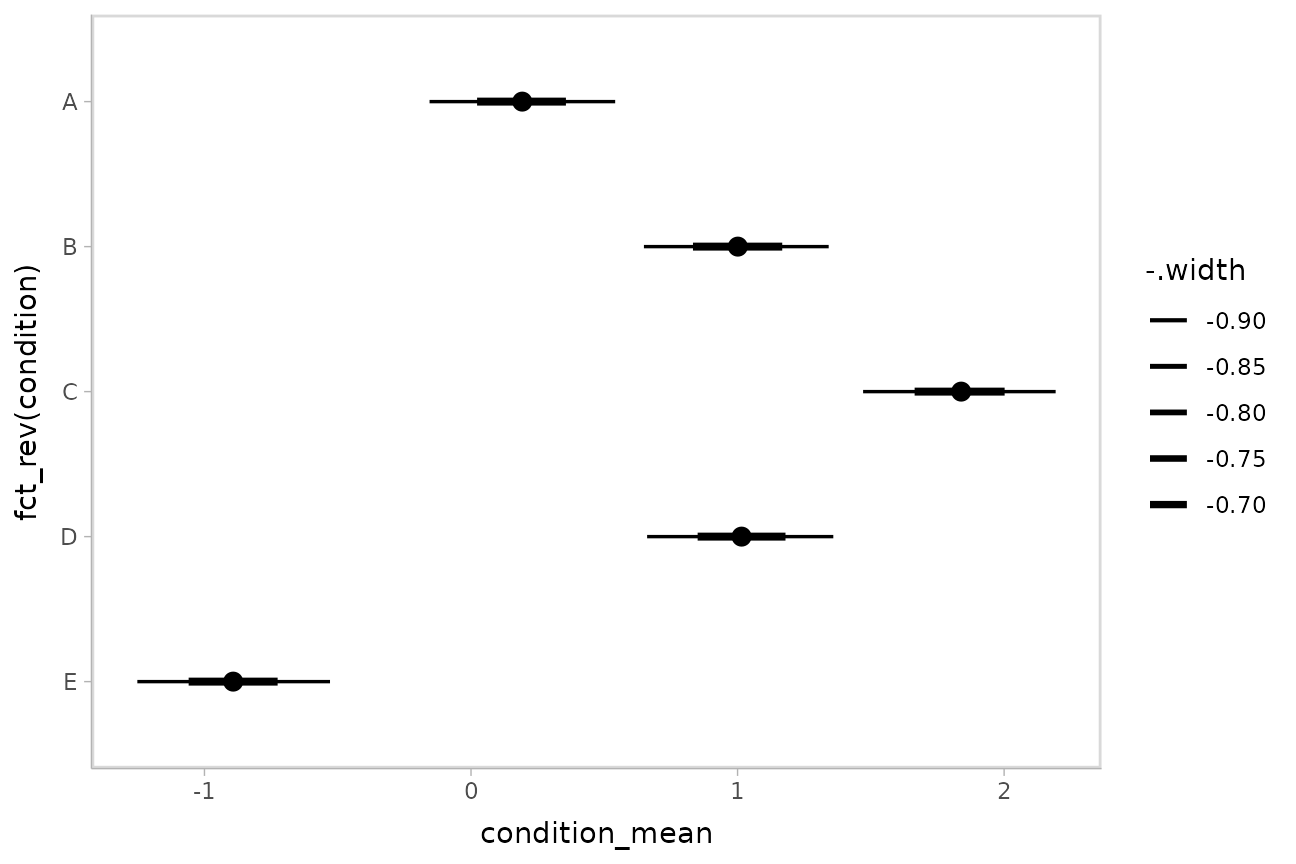 fct_rev(condition)
A
B
C
D
E
-1 0 1 2
condition_mean
-.width
-0.90
-0.85
-0.80
-0.75
-0.70